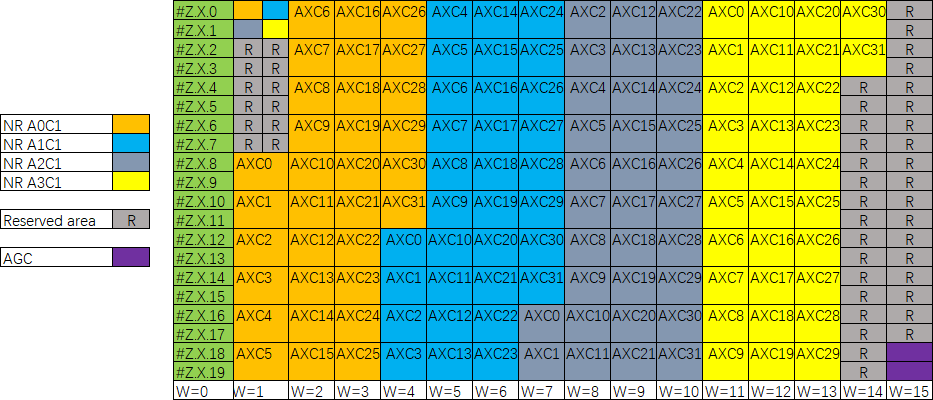 NR A0C1
NR A1C1
NR A2C1
NR A3C1
Reserved area R
AGC
#Z.X.0 AXC6 AXC16 AXC26 AXC4 AXC14 AXC24 AXC2 AXC12 AXC22 AXC0 AXC10 AXC20 AXC30 R
#Z.X.1 R
#Z.X.2 R R AXC7 AXC17 AXC27 AXC5 AXC15 AXC25 AXC3 AXC13 AXC23 AXC1 AXC11 AXC21 AXC31 R
#Z.X.3 R R R
#Z.X.4 R R AXC8 AXC18 AXC28 AXC6 AXC16 AXC26 AXC4 AXC14 AXC24 AXC2 AXC12 AXC22 R R
#Z.X.5 R R R R
#Z.X.6 R R AXC9 AXC19 AXC29 AXC7 AXC17 AXC27 AXC5 AXC15 AXC25 AXC3 AXC13 AXC23 R R
#Z.X.7 R R R R
#Z.X.8 AXC0 AXC10 AXC20 AXC30 AXC8 AXC18 AXC28 AXC6 AXC16 AXC26 AXC4 AXC14 AXC24 R R
#Z.X.9 R R
#Z.X.10 AXC1 AXC11 AXC21 AXC31 AXC9 AXC19 AXC29 AXC7 AXC17 AXC27 AXC5 AXC15 AXC25 R R
#Z.X.11 R R
#Z.X.12 AXC2 AXC12 AXC22 AXC0 AXC10 AXC20 AXC30 AXC8 AXC18 AXC28 AXC6 AXC16 AXC26 R R
#Z.X.13 R R
#Z.X.14 AXC3 AXC13 AXC23 AXC1 AXC11 AXC21 AXC31 AXC9 AXC19 AXC29 AXC7 AXC17 AXC27 R R
#Z.X.15 R R
#Z.X.16 AXC4 AXC14 AXC24 AXC2 AXC12 AXC22 AXC0 AXC10 AXC20 AXC30 AXC8 AXC18 AXC28 R R
#Z.X.17 R R
#Z.X.18 AXC5 AXC15 AXC25 AXC3 AXC13 AXC23 AXC1 AXC11 AXC21 AXC31 AXC9 AXC19 AXC29 R
#Z.X.19 R
W=0 W=1 W=2 W=3 W=4 W=5 W=6 W=7 W=8 W=9 W=10 W=11 W=12 W=13 W=14 W=15